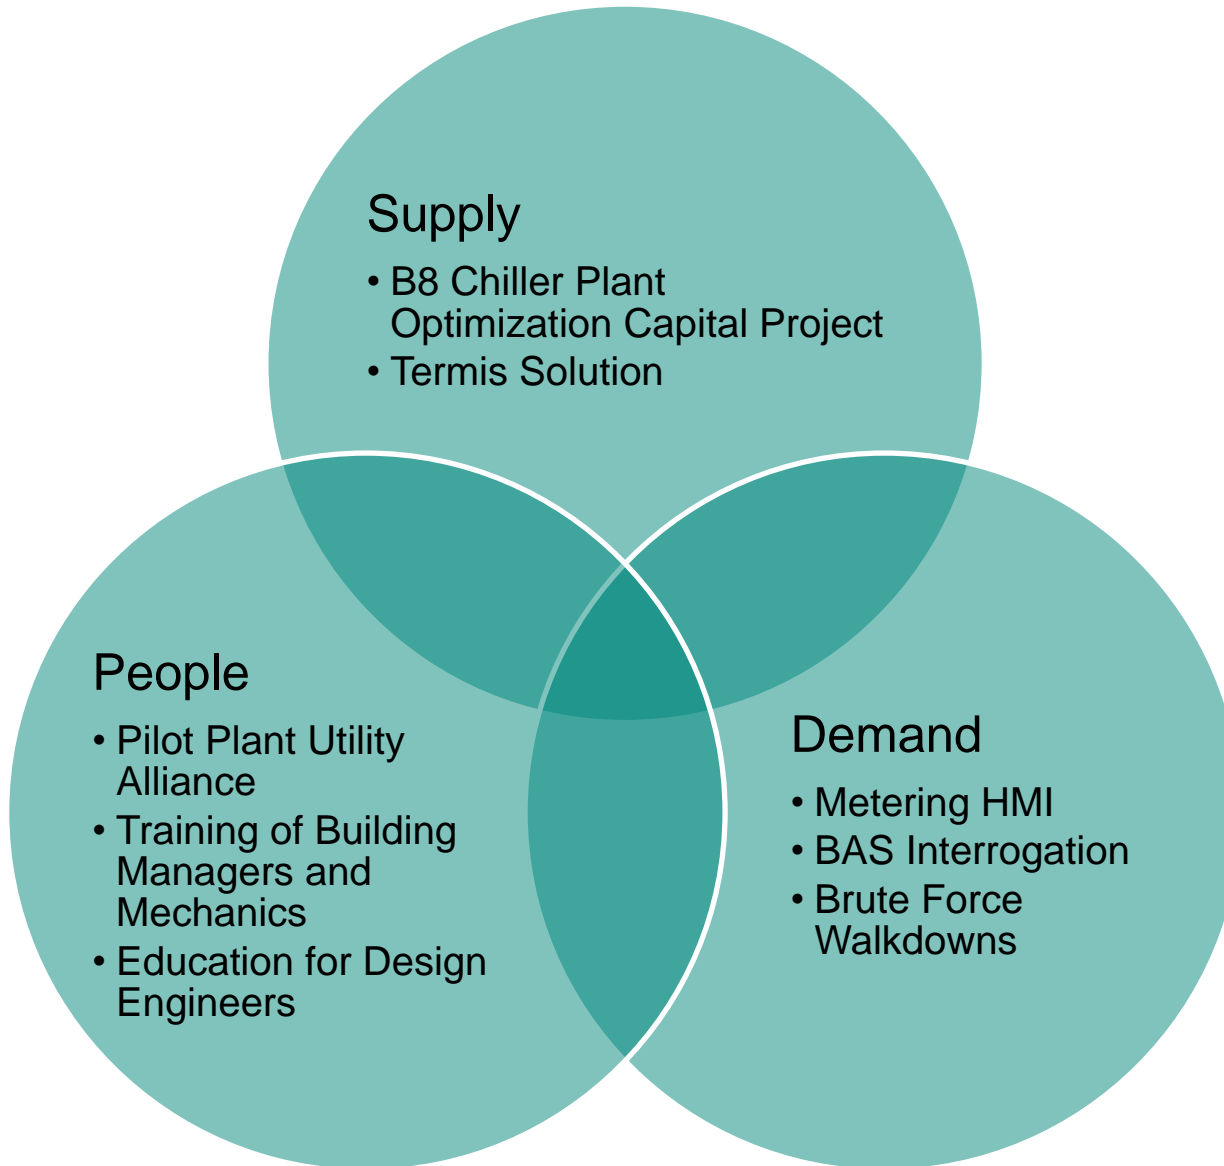 Supply
• B8 Chiller Plant
Optimization Capital Project
• Termis Solution
People
• Pilot Plant Utility
Alliance
• Training of Building
Managers and
Mechanics
• Education for Design
Engineers
Demand
• Metering HMI
• BAS Interrogation
• Brute Force
Walkdowns